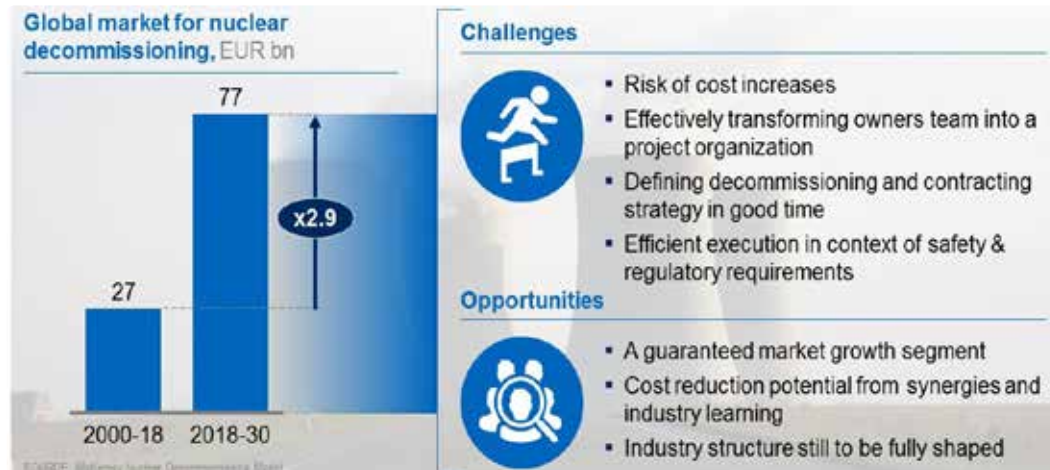 Global market for nuclear
decommissioning, EUR bn
77
x2.9
27
2000-18 2018-30
Challenges
▪ Risk of cost increases
▪ Effectively transforming owners team into a
project organization
▪ Defining decommissioning and contracting
strategy in good time
▪ Efficient execution in context of safety &
regulatory requirements
Opportunities
▪ A guaranteed market growth segment
▪ Cost reduction potential from synergies and
industry learning
▪ Industry structure still to be fully shaped